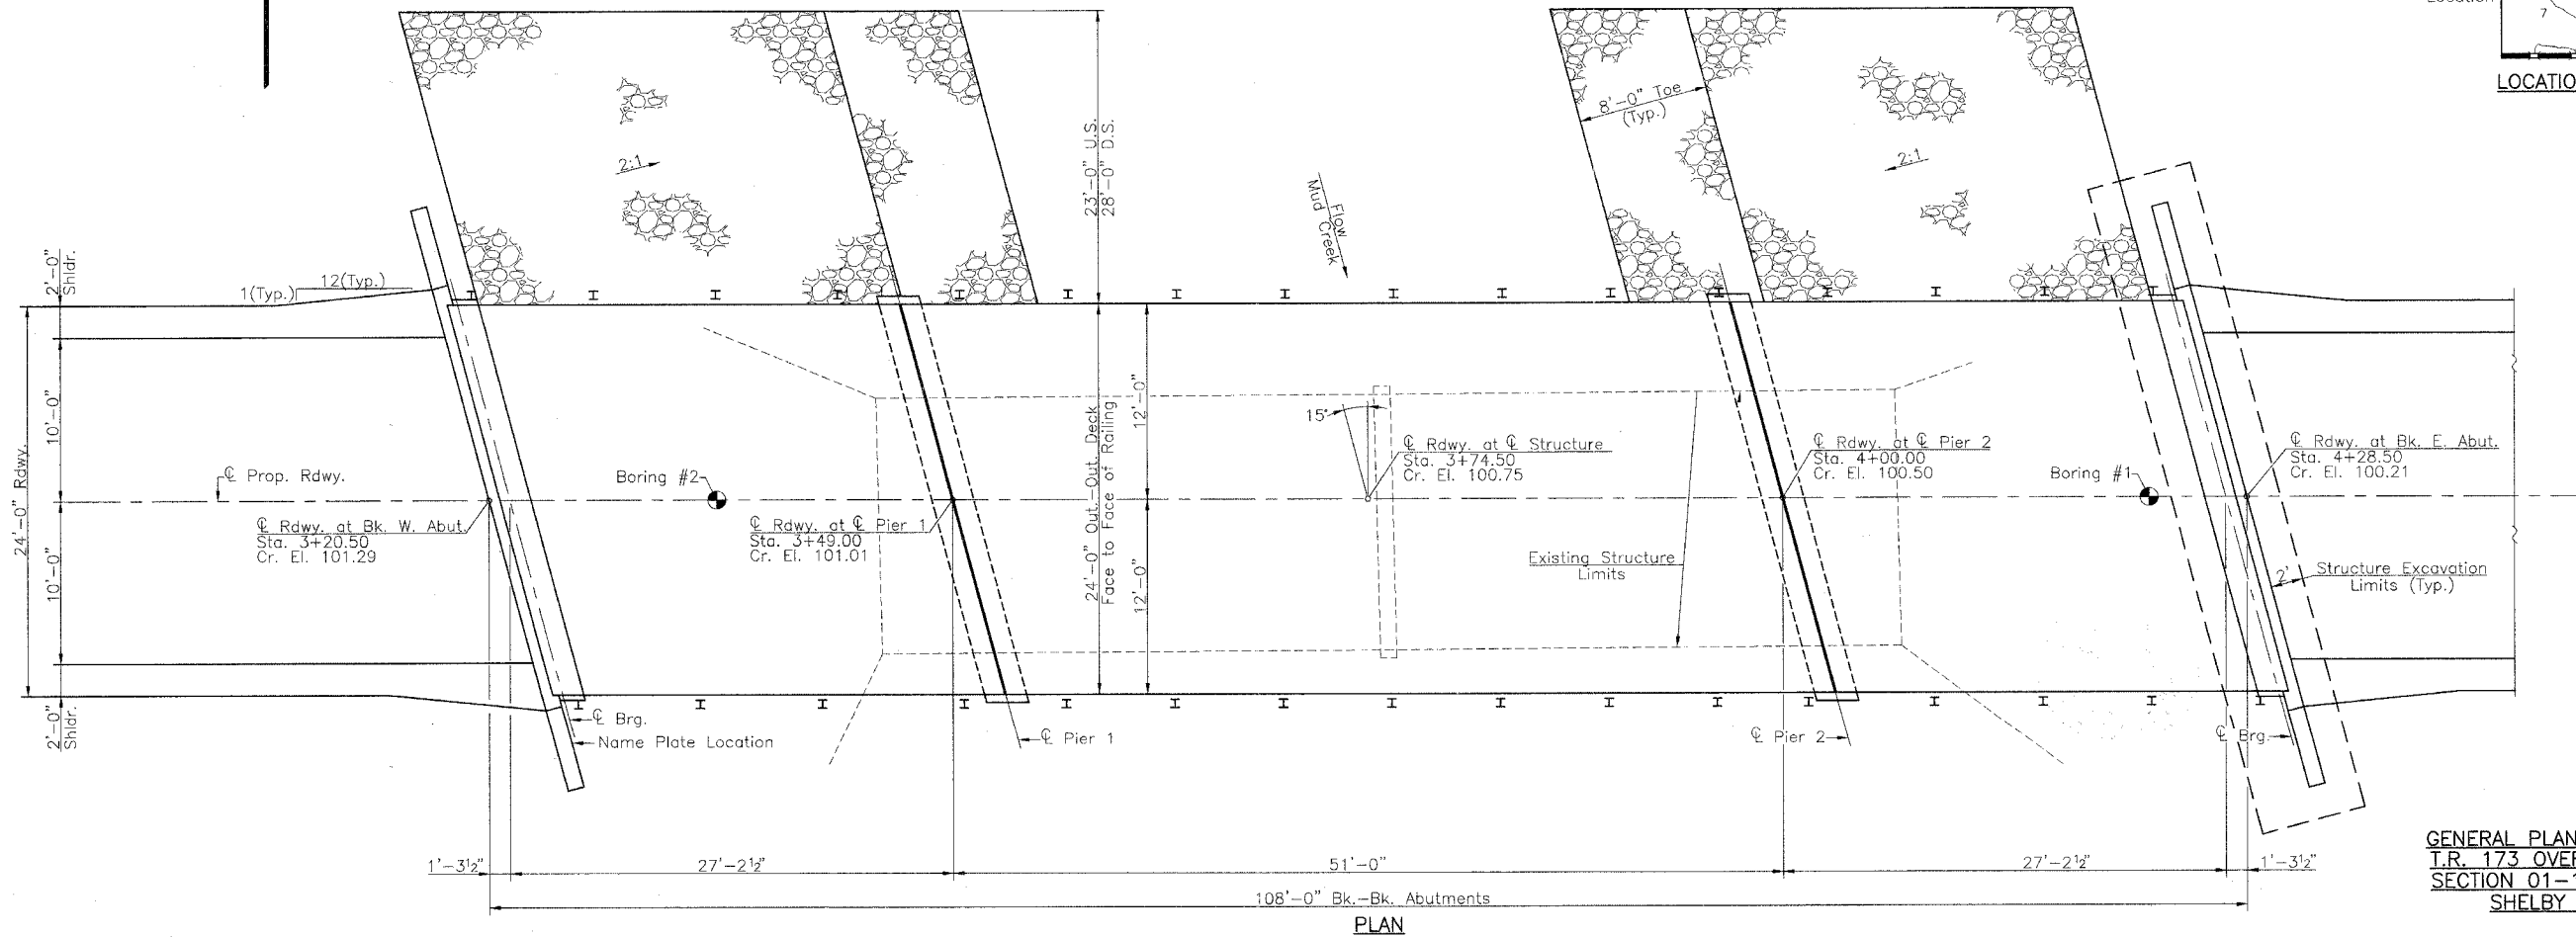 Location
7
LOCATIO
8'-0" Toe
(Typ.)
2:1
2:1
23'-0" U.S.
28'-0" D.S.
Flow
Mud Creek
2'-0"
Shldr.
1(Typ.)
12(Typ.)
10'-0"
24'-0" Rdwy.
10'-0"
2'-0"
Shldr.
℄ Prop. Rdwy.
℄ Rdwy. at Bk. W. Abut.
Sta. 3+20.50
Cr. El. 101.29
Boring #2
℄ Rdwy. at ℄ Pier 1
Sta. 3+49.00
Cr. El. 101.01
24'-0" Out.-Out. Deck
Face to Face of Railing
12'-0"
12'-0"
15°
℄ Rdwy. at ℄ Structure
Sta. 3+74.50
Cr. El. 100.75
Existing Structure
Limits
℄ Rdwy. at ℄ Pier 2
Sta. 4+00.00
Cr. El. 100.50
Boring #1
℄ Rdwy. at Bk. E. Abut.
Sta. 4+28.50
Cr. El. 100.21
2'
Structure Excavation
Limits (Typ.)
℄ Brg.
Name Plate Location
℄ Pier 1
℄ Pier 2
℄ Brg.
1'-3½"
27'-2½"
51'-0"
27'-2½"
1'-3½"
108'-0" Bk.-Bk. Abutments
PLAN
GENERAL PLAN
T.R. 173 OVER
SECTION 01-1
SHELBY